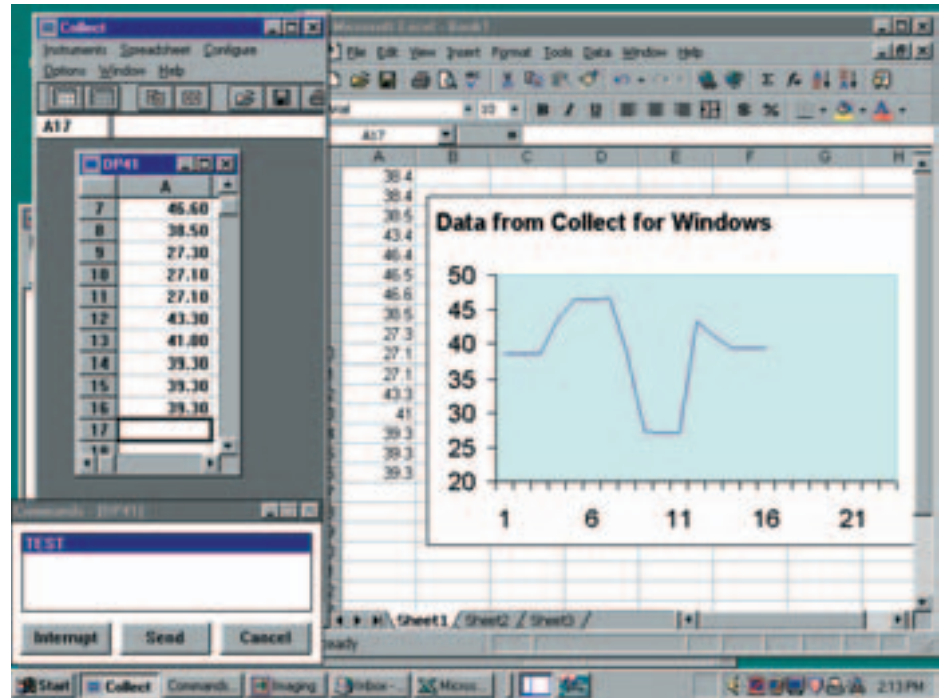 Collect
Instruments Spreadsheet Configure
Options Window Help
A17
DP41
A
7 46.60
8 38.50
9 27.30
10 27.10
11 27.10
12 43.30
13 41.00
14 39.30
15 39.30
16 39.30
17
18
Commands - [DP41]
TEST
Interrupt Send Cancel
Microsoft Excel - Book1
File Edit View Insert Format Tools Data Window Help
10 B I U $ %
A17 =
A B C D E F G H
38.4
38.4
38.5
43.4
46.4
46.5
46.6
38.5
27.3
27.1
27.1
43.3
41
39.3
39.3
39.3
Data from Collect for Windows
50
45
40
35
30
25
20
1 6 11 16 21
Sheet1 / Sheet2 / Sheet3 /
Start Collect Commands... Imaging Inbox - ... Micros... 2:13 PM